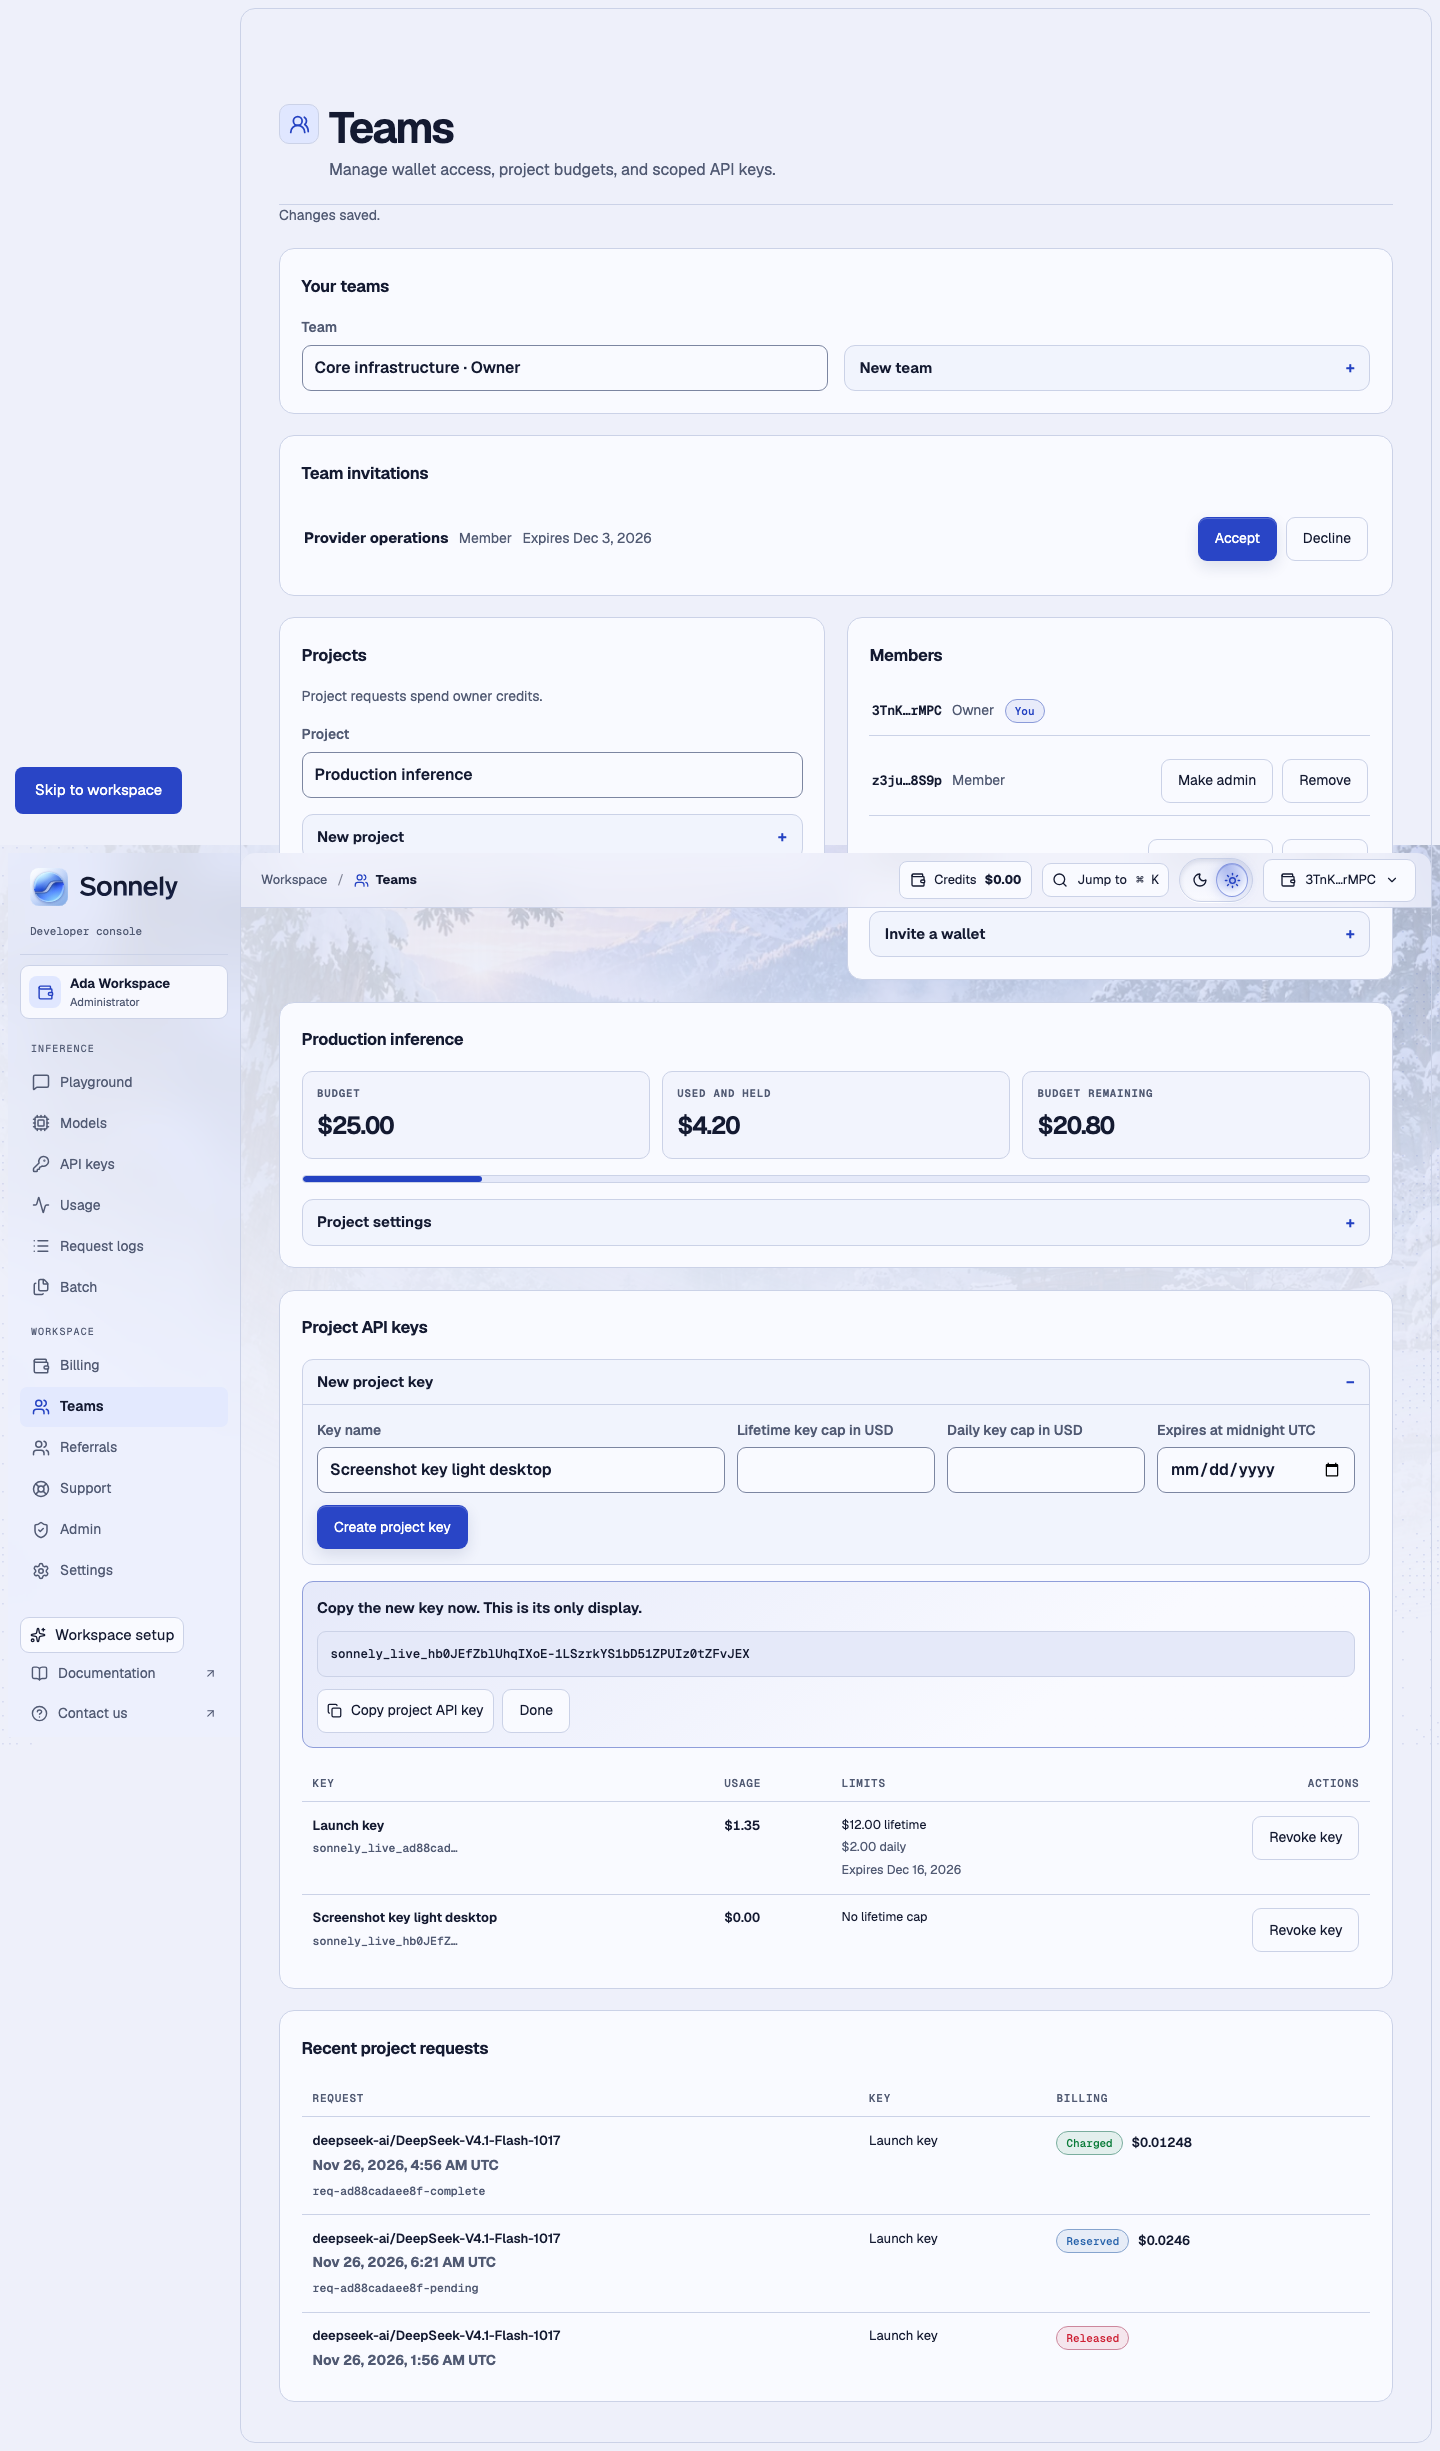 Teams
Manage wallet access, project budgets, and scoped API keys.
Changes saved.
Your teams
Team
Core infrastructure · Owner
New team +
Team invitations
Provider operations Member Expires Dec 3, 2026 Accept Decline
Projects
Project requests spend owner credits.
Project
Production inference
New project +
Members
3TnK…rMPC Owner You
z3ju…8S9p Member Make admin Remove
Skip to workspace
Sonnely
Developer console
Ada Workspace
Administrator
INFERENCE
Playground
Models
API keys
Usage
Request logs
Batch
WORKSPACE
Billing
Teams
Referrals
Support
Admin
Settings
Workspace setup
Documentation
Contact us
Workspace / Teams Credits $0.00 Jump to ⌘ K 3TnK…rMPC
Invite a wallet +
Production inference
BUDGET
$25.00
USED AND HELD
$4.20
BUDGET REMAINING
$20.80
Project settings +
Project API keys
New project key −
Key name Lifetime key cap in USD Daily key cap in USD Expires at midnight UTC
Screenshot key light desktop mm/dd/yyyy
Create project key
Copy the new key now. This is its only display.
sonnely_live_hb0JEfZblUhqIXoE-1LSzrkYS1bD51ZPUIz0tZFvJEX
Copy project API key Done
KEY USAGE LIMITS ACTIONS
Launch key $1.35 $12.00 lifetime Revoke key
sonnely_live_ad88cad… $2.00 daily
Expires Dec 16, 2026
Screenshot key light desktop $0.00 No lifetime cap Revoke key
sonnely_live_hb0JEfZ…
Recent project requests
REQUEST KEY BILLING
deepseek-ai/DeepSeek-V4.1-Flash-1017 Launch key Charged $0.01248
Nov 26, 2026, 4:56 AM UTC
req-ad88cadaee8f-complete
deepseek-ai/DeepSeek-V4.1-Flash-1017 Launch key Reserved $0.0246
Nov 26, 2026, 6:21 AM UTC
req-ad88cadaee8f-pending
deepseek-ai/DeepSeek-V4.1-Flash-1017 Launch key Released
Nov 26, 2026, 1:56 AM UTC